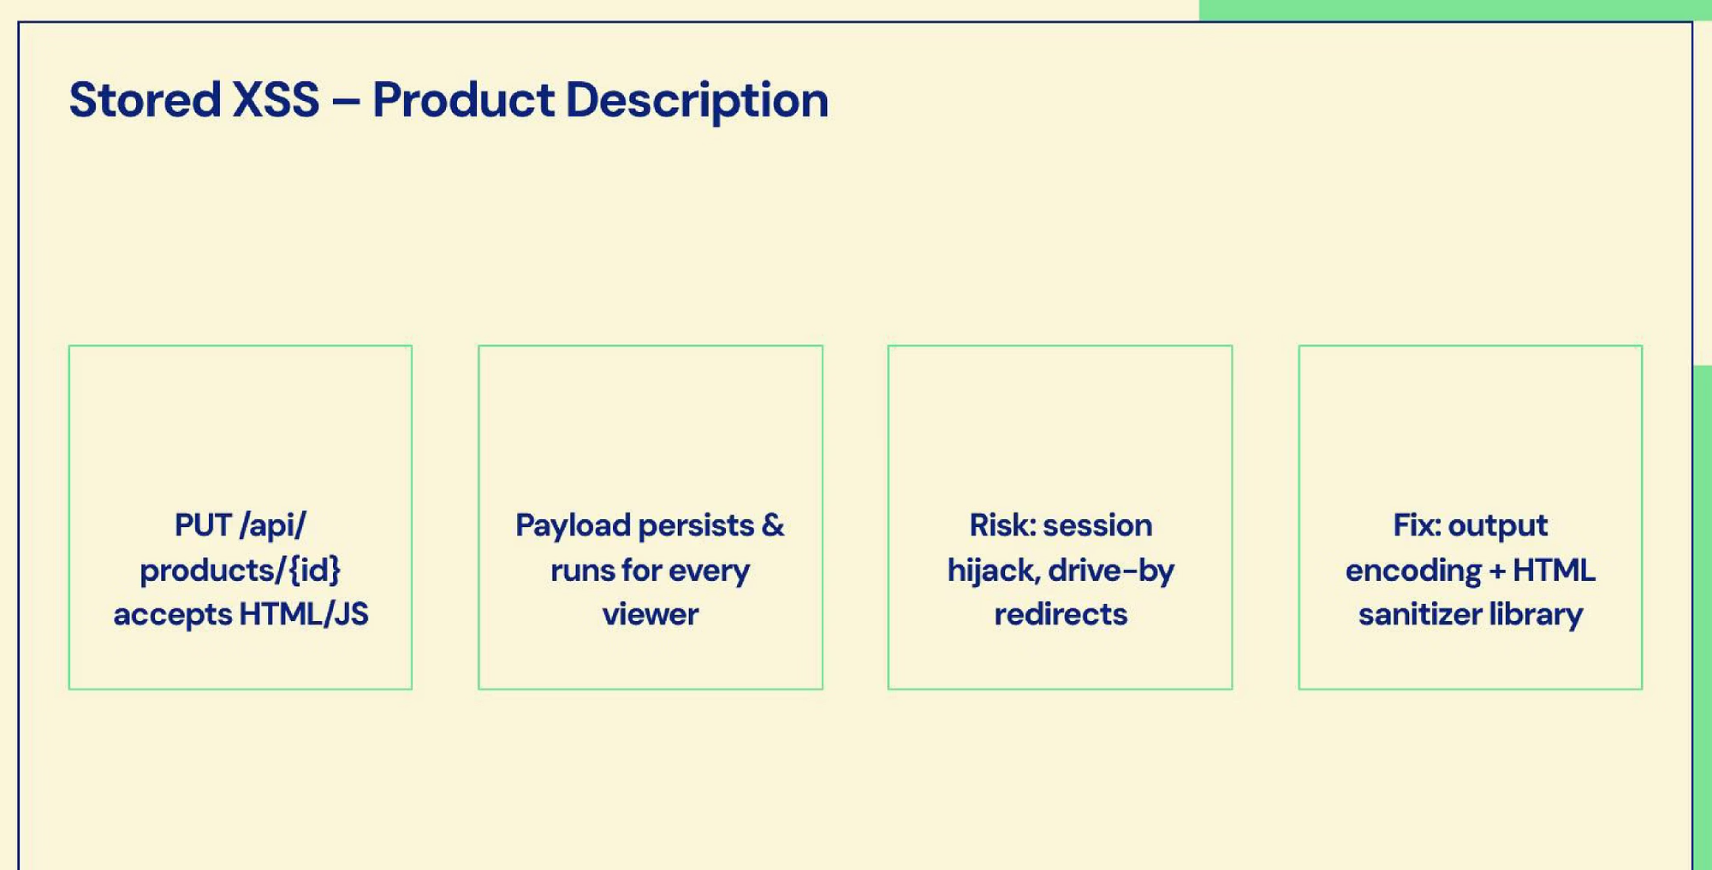 Stored XSS – Product Description
PUT /api/
products/{id}
accepts HTML/JS
Payload persists &
runs for every
viewer
Risk: session
hijack, drive-by
redirects
Fix: output
encoding + HTML
sanitizer library